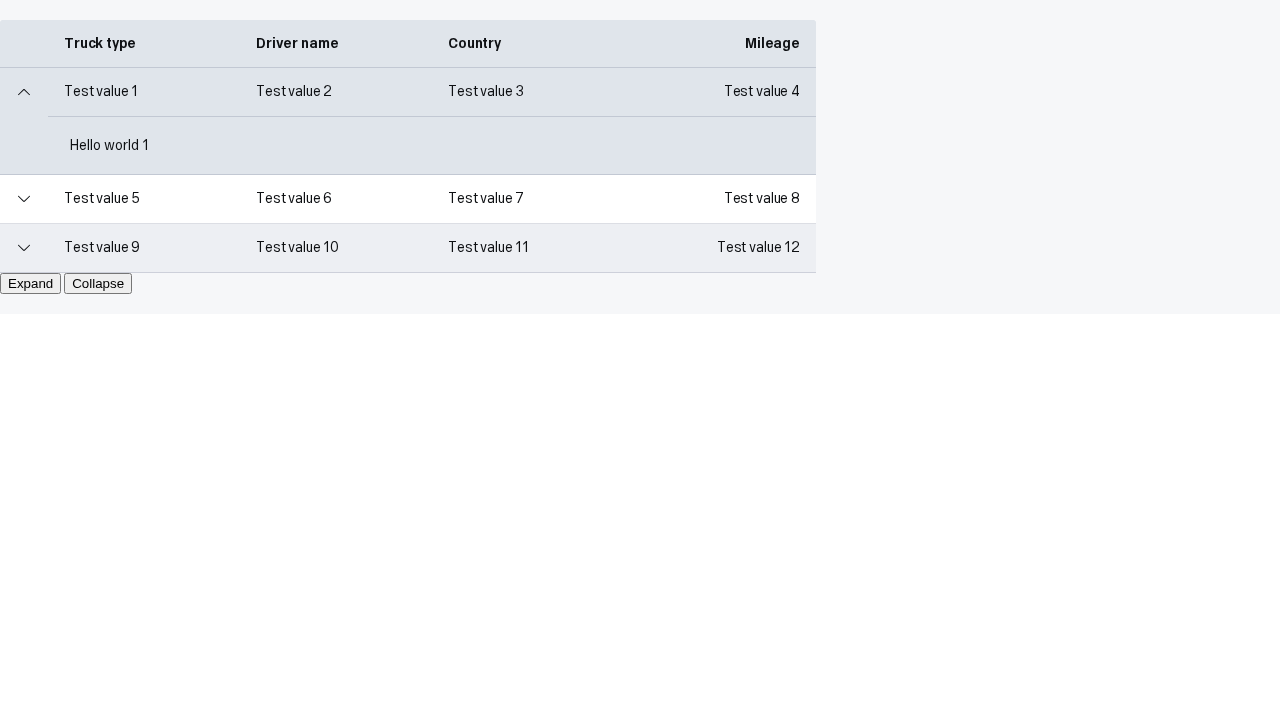 Truck type Driver name Country Mileage
Test value 1 Test value 2 Test value 3 Test value 4
Hello world 1
Test value 5 Test value 6 Test value 7 Test value 8
Test value 9 Test value 10 Test value 11 Test value 12
Expand Collapse